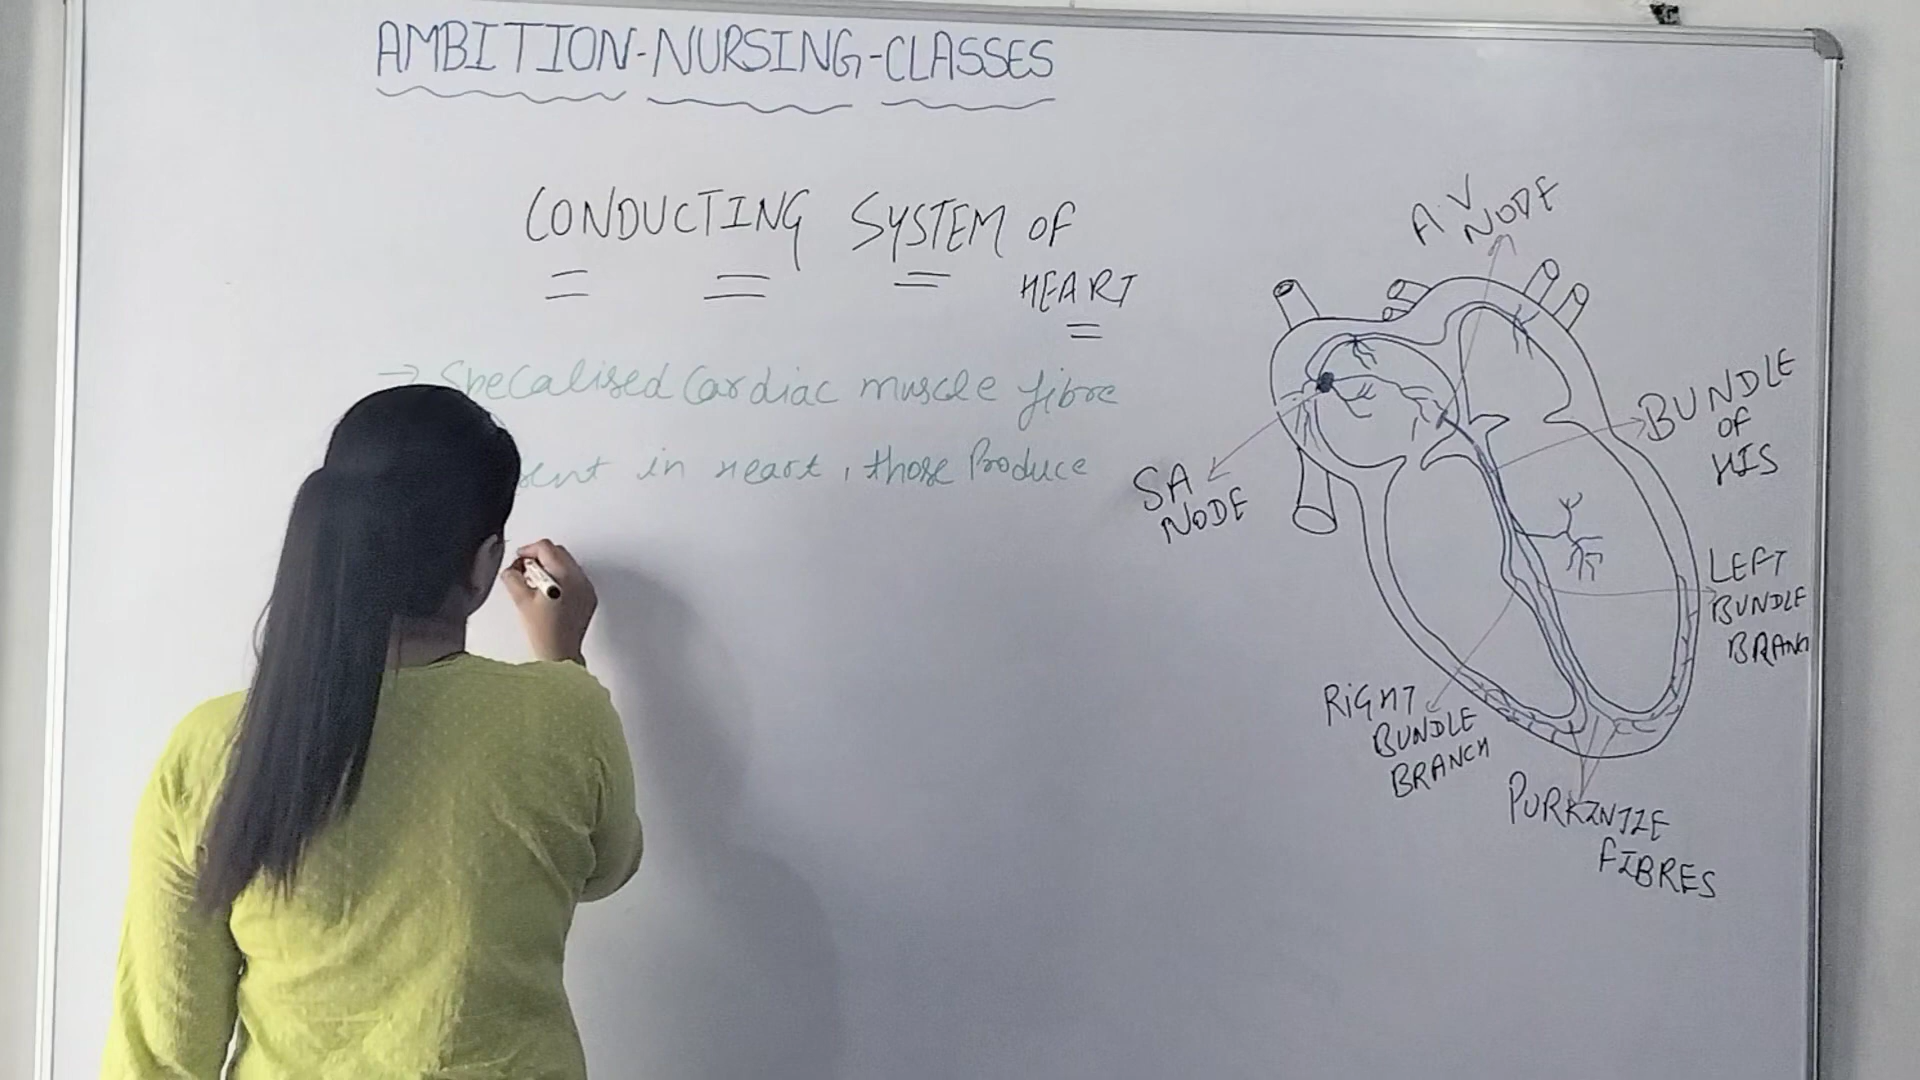 AMBITION-NURSING-CLASSES
CONDUCTING SYSTEM OF
HEART
→ Specalised Cardiac muscle fibre
in heart, those Produce
A.V
NODE
BUNDLE
OF
HIS
SA
NODE
LEFT
BUNDLE
BRANCH
RiGHT
BUNDLE
BRANCH
PURKINJIE
FIBRES